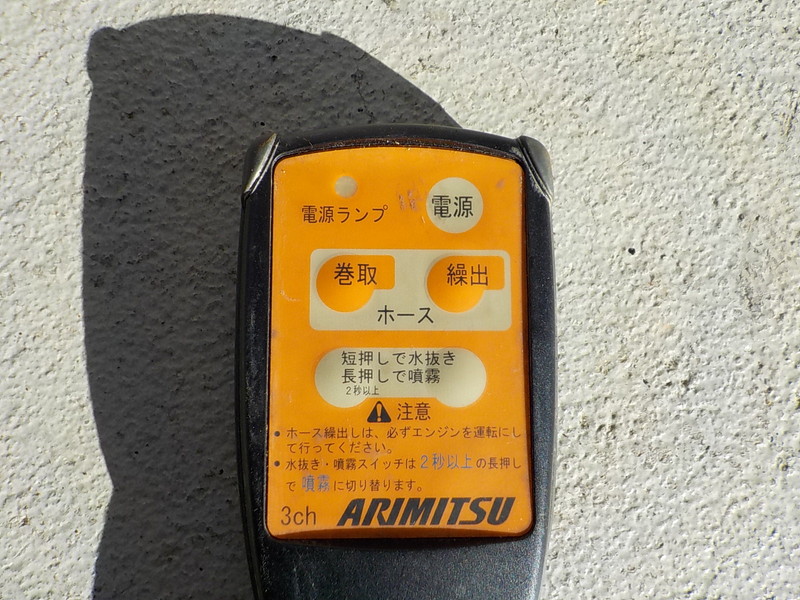 電源ランプ
電源
巻取
繰出
ホース
短押しで水抜き
長押しで噴霧
2秒以上
注意
● ホース繰出しは、必ずエンジンを運転にし
て行ってください。
● 水抜き・噴霧スイッチは2秒以上の長押し
で噴霧に切り替ります。
3ch ARIMITSU